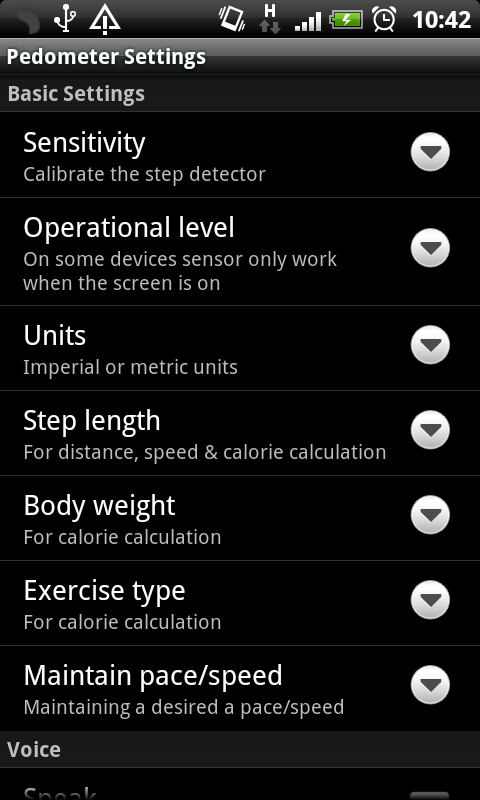 H
10:42
Pedometer Settings
Basic Settings
Sensitivity
Calibrate the step detector
Operational level
On some devices sensor only work
when the screen is on
Units
Imperial or metric units
Step length
For distance, speed & calorie calculation
Body weight
For calorie calculation
Exercise type
For calorie calculation
Maintain pace/speed
Maintaining a desired a pace/speed
Voice
Speak